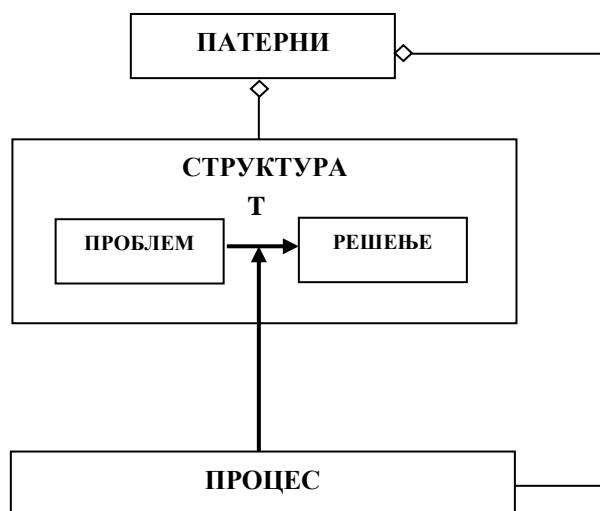 ПАТЕРНИ
СТРУКТУРА
Т
ПРОБЛЕМ
РЕШЕЊЕ
ПРОЦЕС